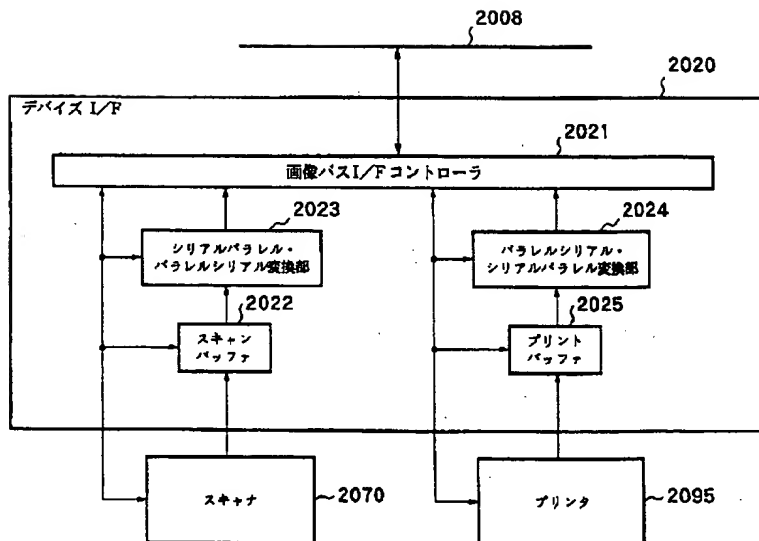 2008
2020
デバイズ I/F
2021
画像バスI/Fコントローラ
2023
シリアルパラレル・
パラレルシリアル変換部
2024
パラレルシリアル・
シリアルパラレル変換部
2022
スキャン
バッファ
2025
プリント
バッファ
スキャナ
2070
プリンタ
2095